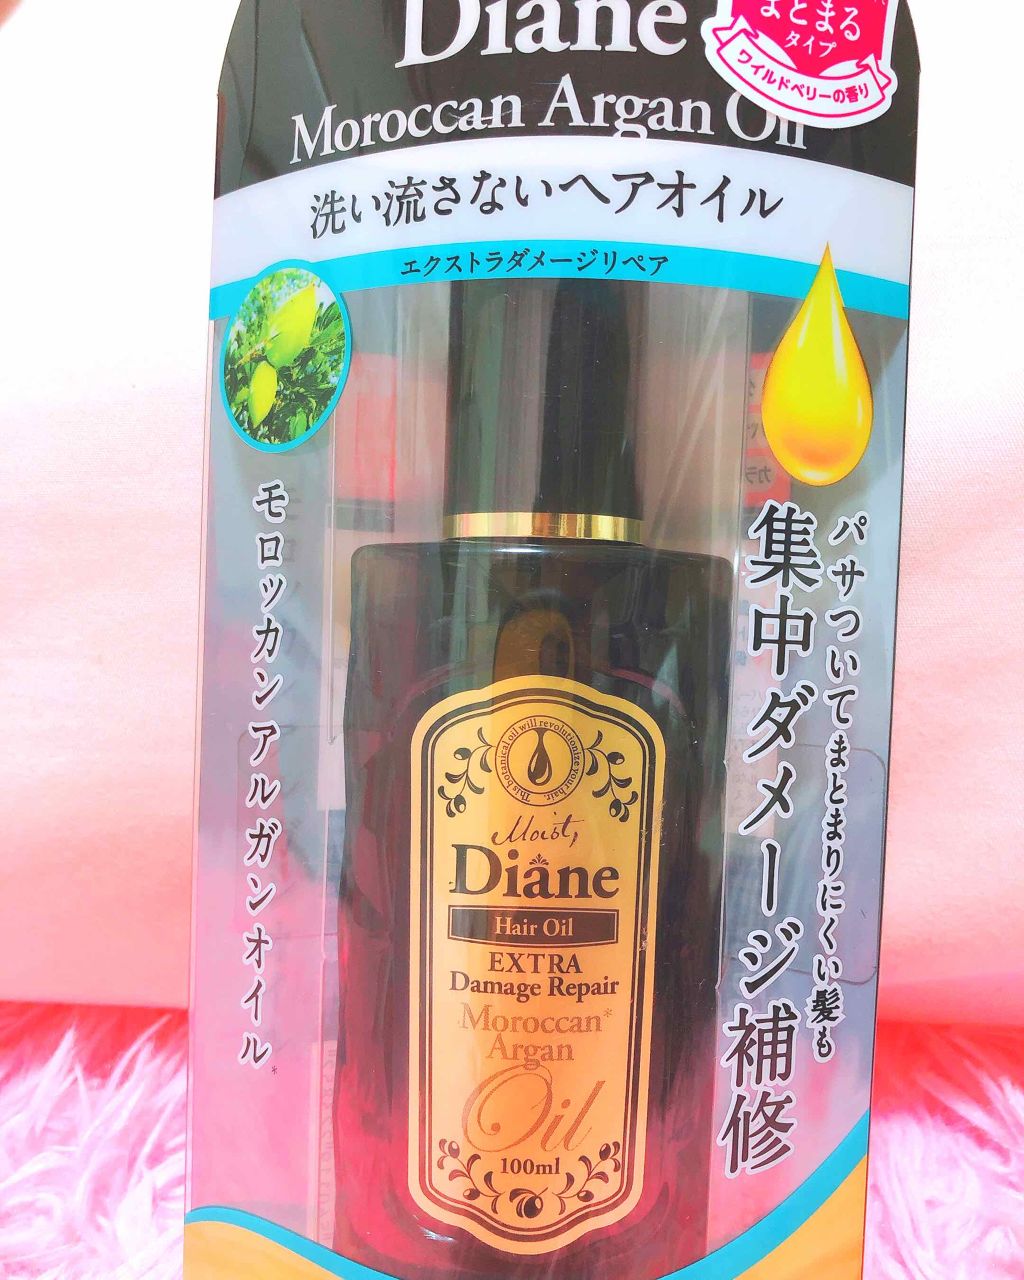 Diane
まとまる
タイプ
ワイルドベリーの香り
Moroccan Argan Oil
洗い流さないヘアオイル
エクストラダメージリペア
パサついてまとまりにくい髪も
集中ダメージ補修
モロッカンアルガンオイル*
This botanical oil will revolutionize your hair.
Moist,
Diane
Hair Oil
EXTRA
Damage Repair
Moroccan*
Argan
Oil
100ml